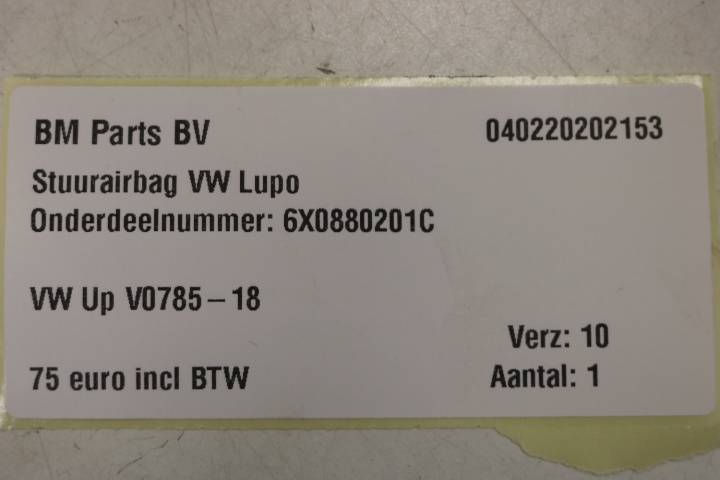 BM Parts BV 040220202153
Stuurairbag VW Lupo
Onderdeelnummer: 6X0880201C
VW Up V0785-18
Verz: 10
75 euro incl BTW Aantal: 1